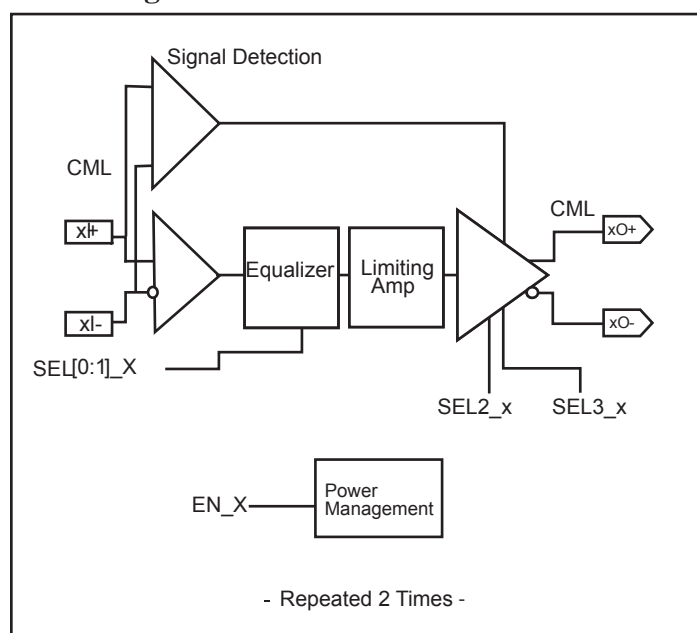 Signal Detection
CML
xI+
xI-
Equalizer
Limiting
Amp
CML
xO+
xO-
SEL[0:1]_X
SEL2_x
SEL3_x
EN_X
Power
Management
- Repeated 2 Times -